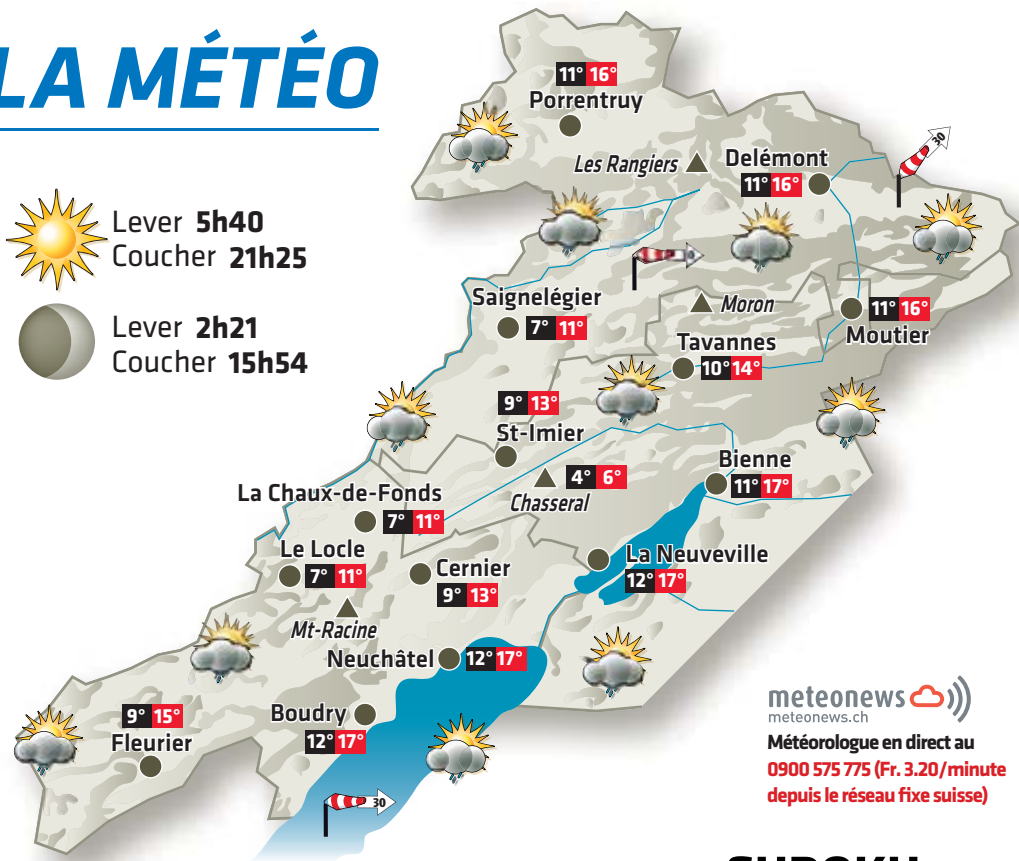 LA MÉTÉO
Lever 5h40
Coucher 21h25
Lever 2h21
Coucher 15h54
11° 16°
Porrentruy
Les Rangiers
Delémont
11° 16°
30
Saignelégier
7° 11°
Moron
11° 16°
Moutier
Tavannes
10° 14°
9° 13°
St-Imier
4° 6°
Chasseral
Bienne
11° 17°
La Chaux-de-Fonds
7° 11°
Le Locle
7° 11°
Cernier
9° 13°
La Neuveville
12° 17°
Mt-Racine
Neuchâtel 12° 17°
9° 15°
Fleurier
Boudry
12° 17°
30
meteonews
meteonews.ch
Météorologue en direct au
0900 575 775 (Fr. 3.20/minute
depuis le réseau fixe suisse)